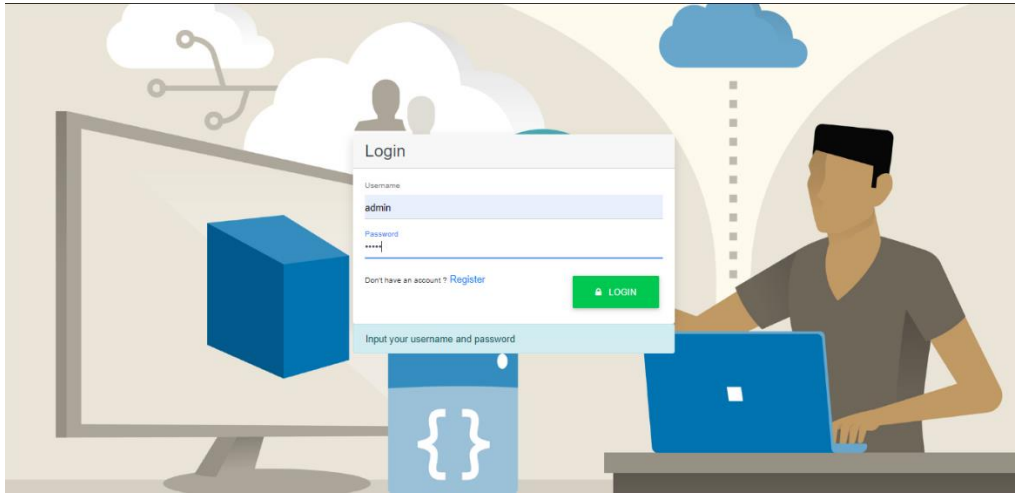 Login
Username
admin
Password
•••••
Don't have an account ? Register
LOGIN
Input your username and password
{ }